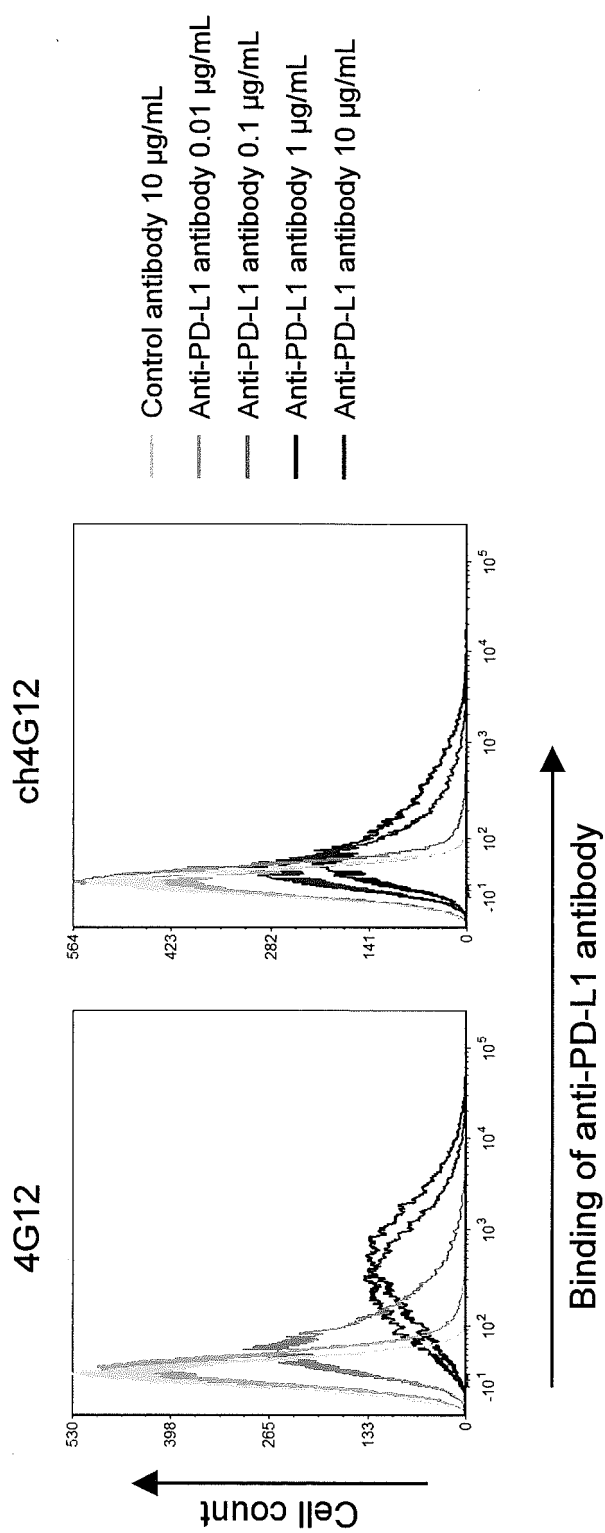 4G12
530
398
265
133
0
-10¹
10²
10³
10⁴
10⁵
ch4G12
564
423
282
141
0
-10¹
10²
10³
10⁴
10⁵
Cell count
Binding of anti-PD-L1 antibody
Control antibody 10 µg/mL
Anti-PD-L1 antibody 0.01 µg/mL
Anti-PD-L1 antibody 0.1 µg/mL
Anti-PD-L1 antibody 1 µg/mL
Anti-PD-L1 antibody 10 µg/mL